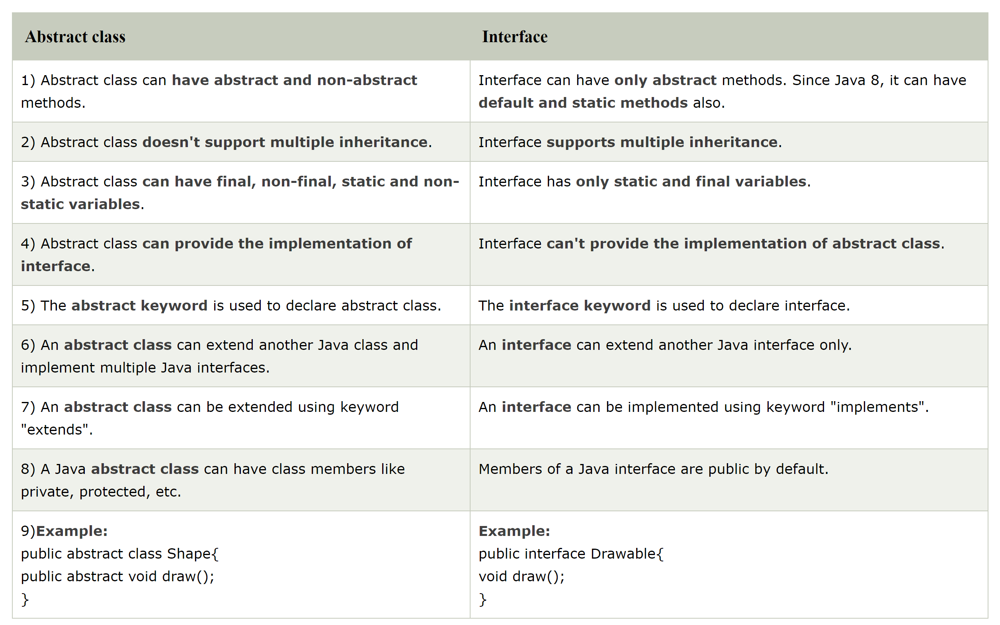 Abstract class
Interface
1) Abstract class can have abstract and non-abstract
methods.
Interface can have only abstract methods. Since Java 8, it can have
default and static methods also.
2) Abstract class doesn't support multiple inheritance.
Interface supports multiple inheritance.
3) Abstract class can have final, non-final, static and non-
static variables.
Interface has only static and final variables.
4) Abstract class can provide the implementation of
interface.
Interface can't provide the implementation of abstract class.
5) The abstract keyword is used to declare abstract class.
The interface keyword is used to declare interface.
6) An abstract class can extend another Java class and
implement multiple Java interfaces.
An interface can extend another Java interface only.
7) An abstract class can be extended using keyword
"extends".
An interface can be implemented using keyword "implements".
8) A Java abstract class can have class members like
private, protected, etc.
Members of a Java interface are public by default.
9)Example:
public abstract class Shape{
public abstract void draw();
}
Example:
public interface Drawable{
void draw();
}